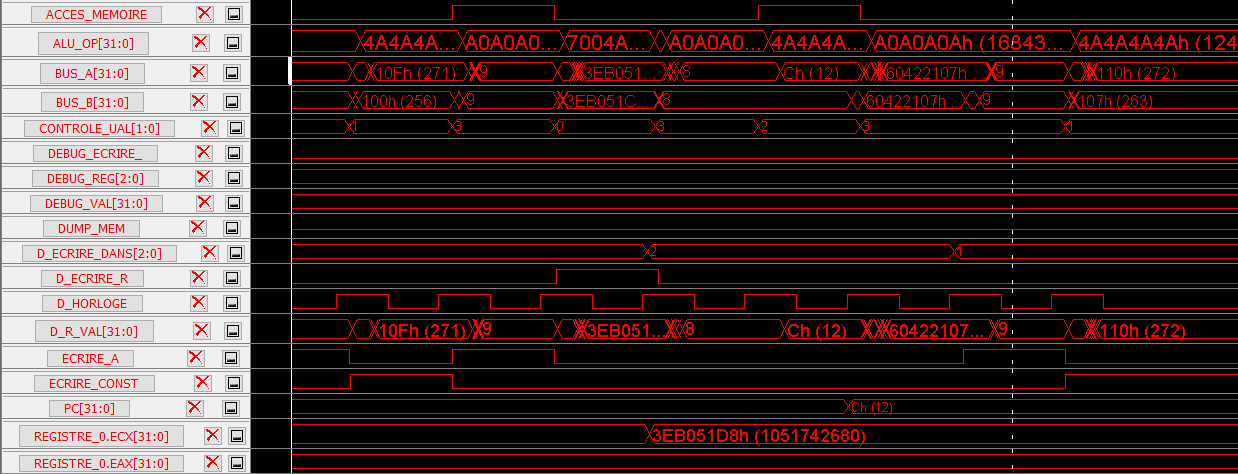 ACCES_MEMOIRE
ALU_OP[31:0] 4A4A4A... A0A0A0... 7004A... A0A0A0... 4A4A4A... A0A0A0Ah (16843... 4A4A4A4Ah (124
BUS_A[31:0] 10Fh (271) 9 3EB051... 8 Ch (12) 60422107h ... 9 110h (272)
BUS_B[31:0] 100h (256) 9 3EB051C... 8 60422107h ... 9 107h (263)
CONTROLE_UAL[1:0] 1 3 0 3 2 3 1
DEBUG_ECRIRE_
DEBUG_REG[2:0]
DEBUG_VAL[31:0]
DUMP_MEM
D_ECRIRE_DANS[2:0] 2
D_ECRIRE_R
D_HORLOGE
D_R_VAL[31:0] 10Fh (271) 9 3EB051... 8 Ch (12) 60422107... 9 110h (272)
ECRIRE_A
ECRIRE_CONST
PC[31:0] Ch (12)
REGISTRE_0.ECX[31:0] 3EB051D8h (1051742680)
REGISTRE_0.EAX[31:0]